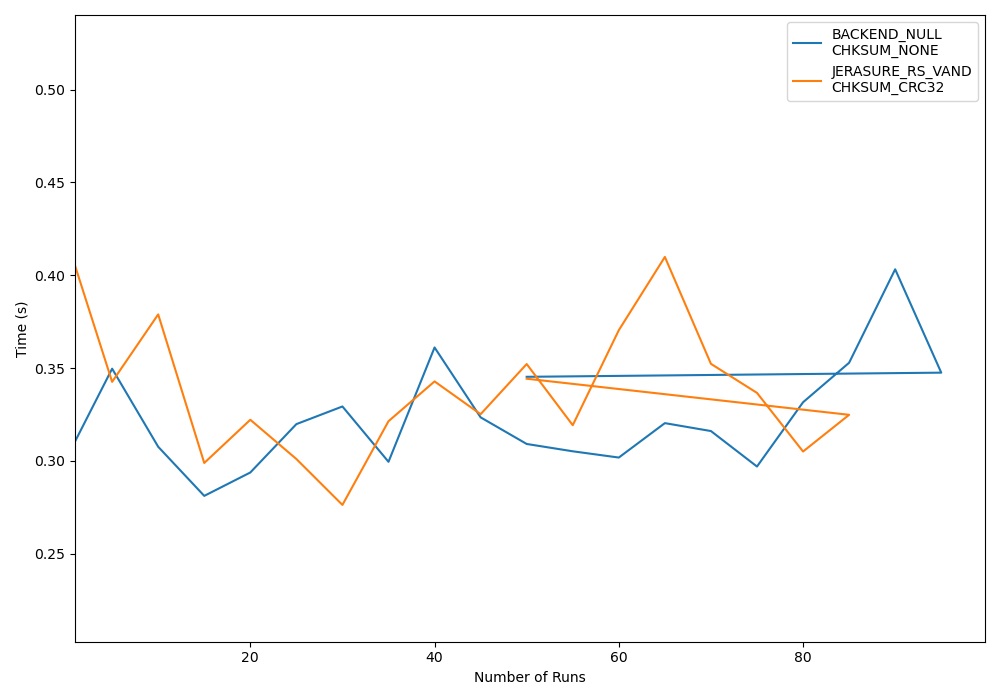 BACKEND_NULL
CHKSUM_NONE
JERASURE_RS_VAND
CHKSUM_CRC32
0.50
0.45
0.40
0.35
0.30
0.25
Time (s)
20 40 60 80
Number of Runs